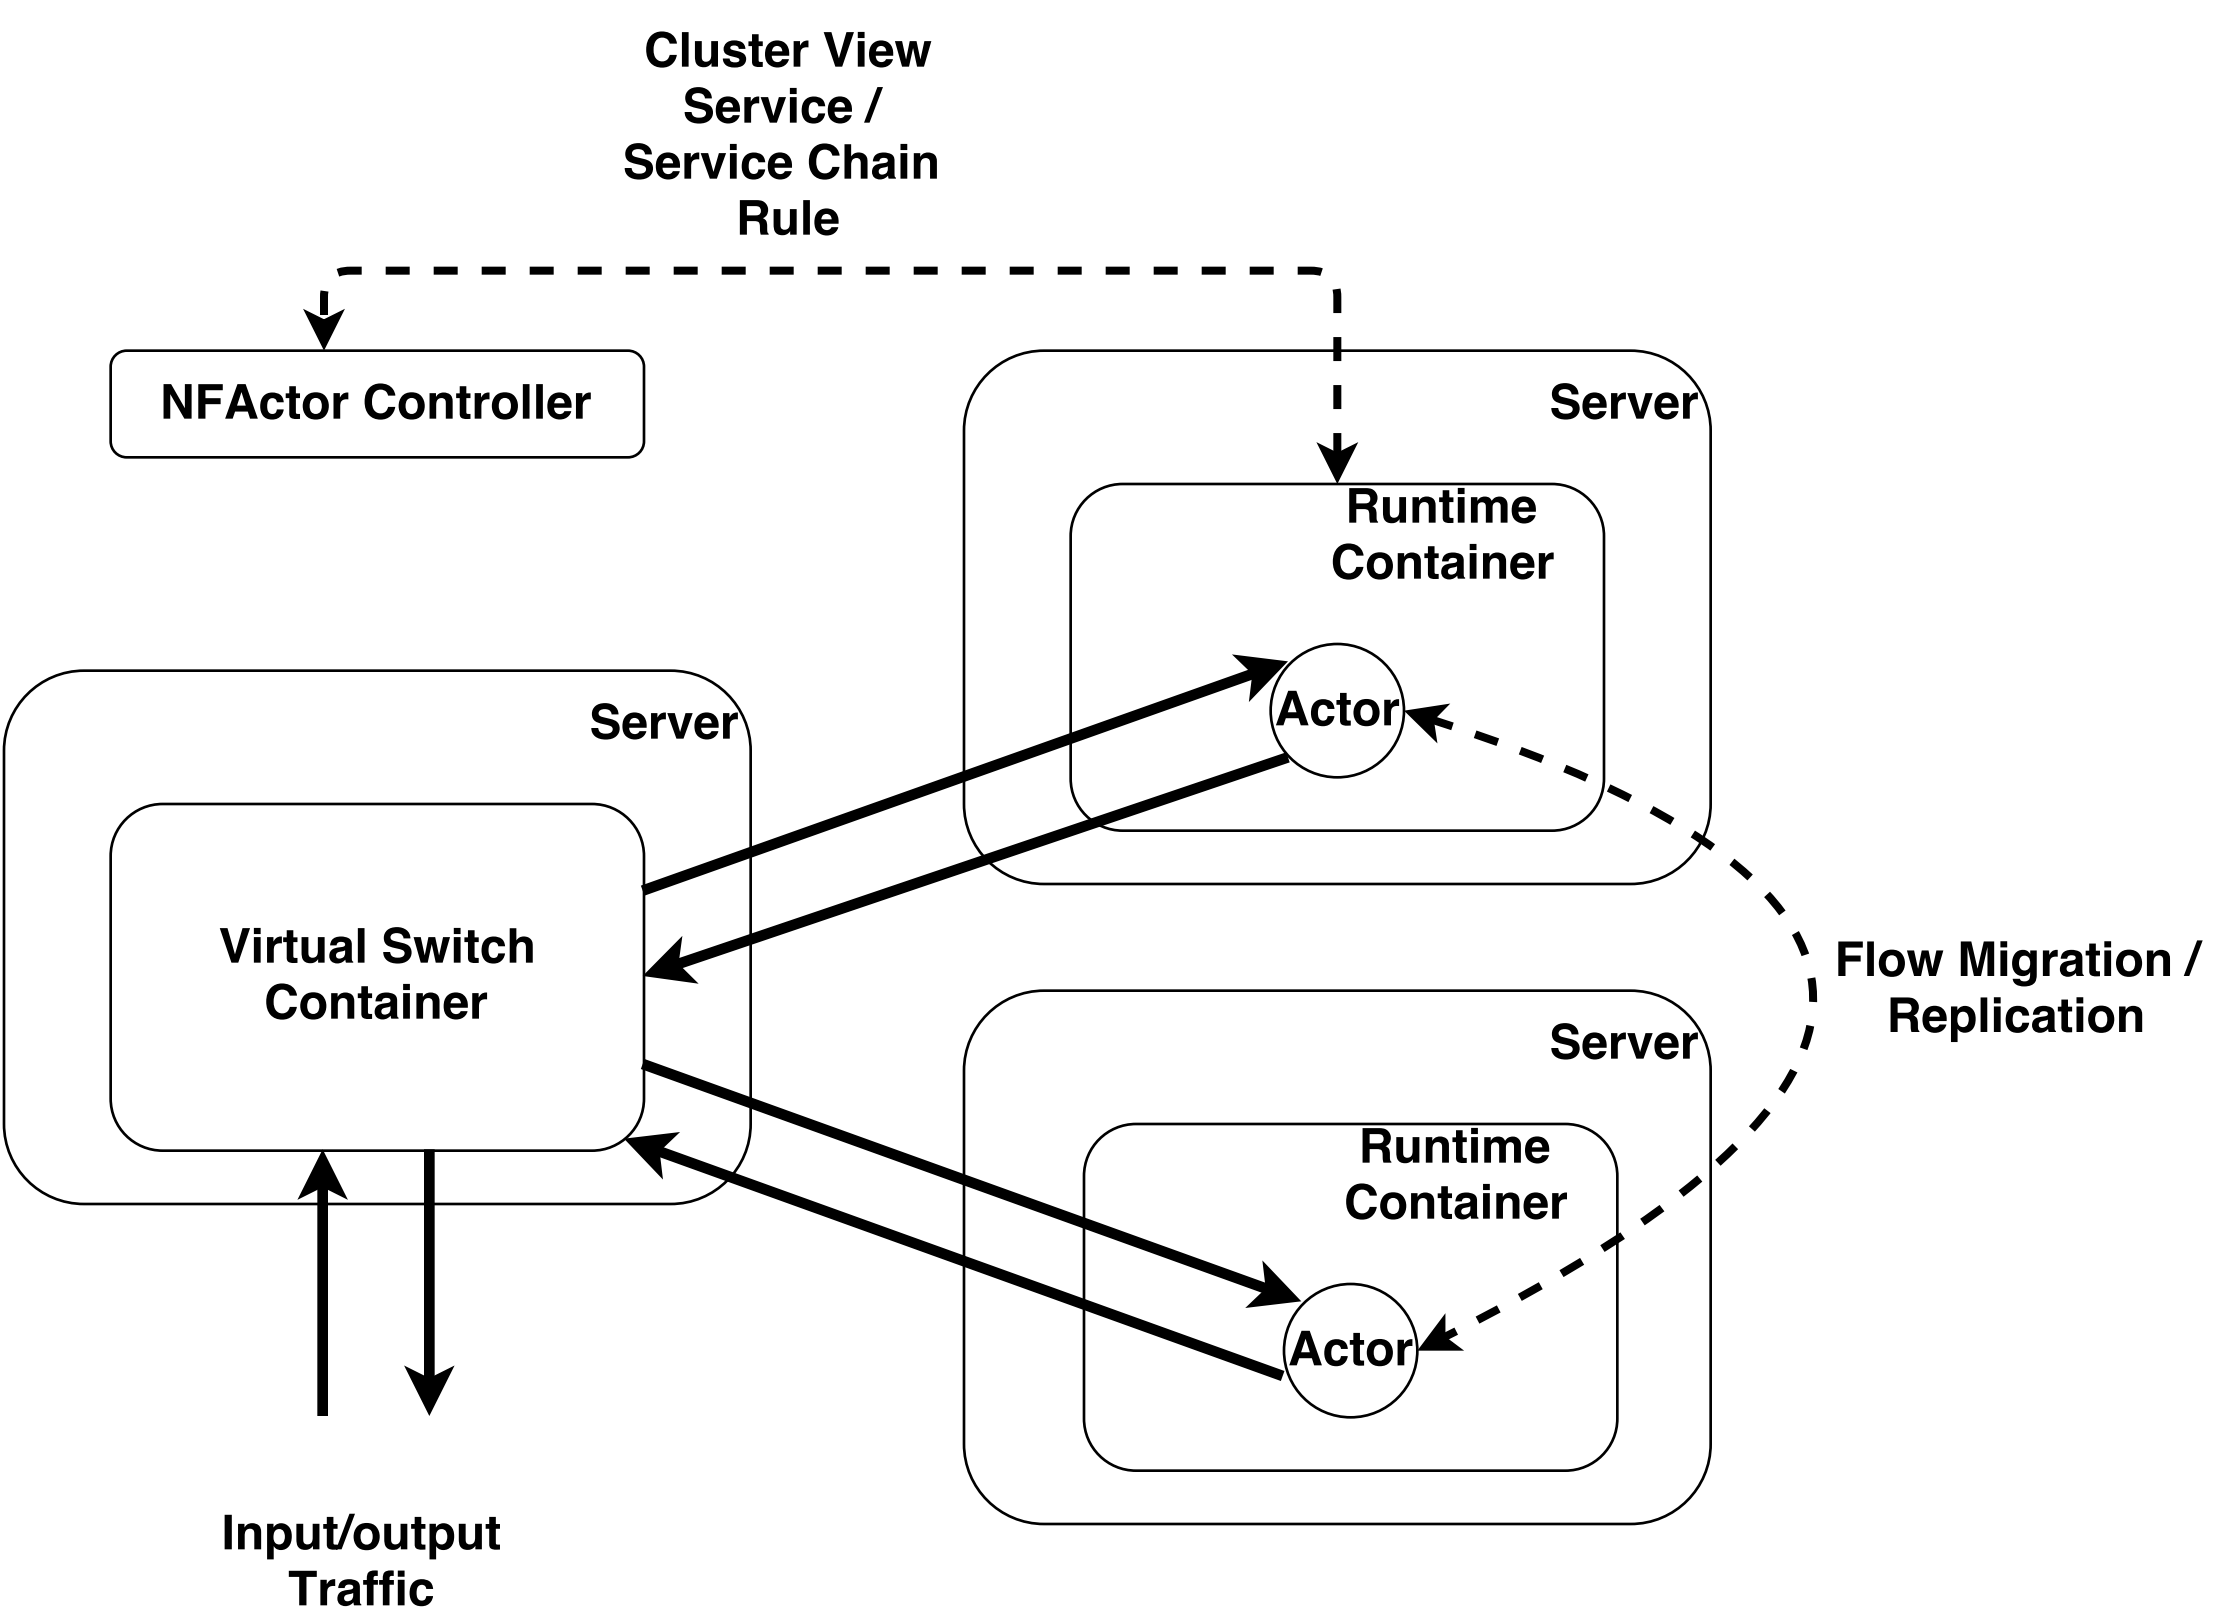 Cluster View
Service /
Service Chain
Rule
NFActor Controller
Server
Runtime
Container
Actor
Server
Virtual Switch
Container
Flow Migration /
Replication
Server
Runtime
Container
Actor
Input/output
Traffic